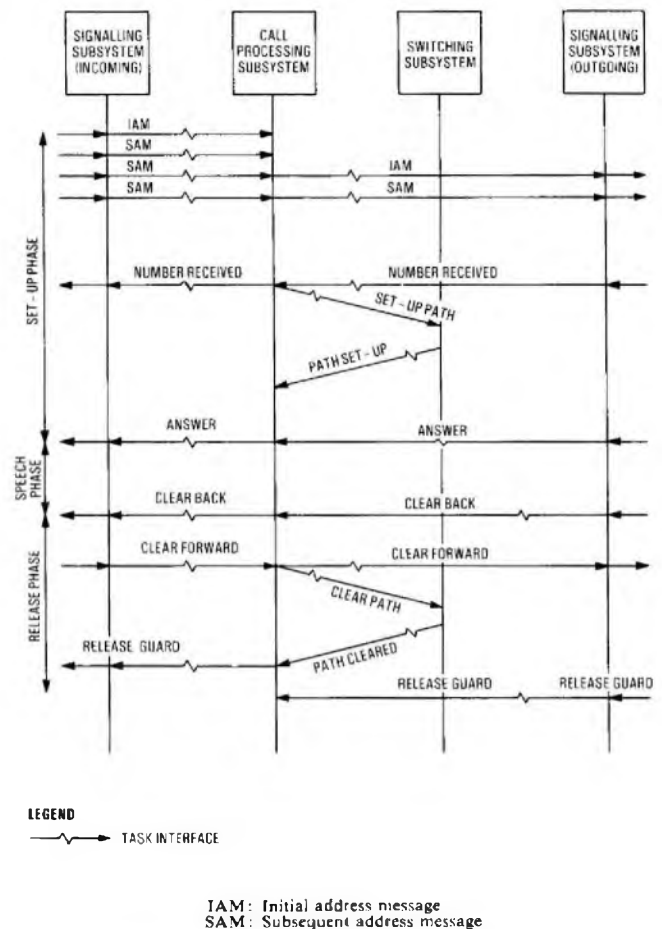 SIGNALLING SUBSYSTEM (INCOMING)
CALL PROCESSING SUBSYSTEM
SWITCHING SUBSYSTEM
SIGNALLING SUBSYSTEM (OUTGOING)
IAM
SAM
SAM
IAM
SAM
SAM
SET - UP PHASE
NUMBER RECEIVED
NUMBER RECEIVED
SET - UP PATH
PATH SET - UP
ANSWER
ANSWER
SPEECH PHASE
CLEAR BACK
CLEAR BACK
RELEASE PHASE
CLEAR FORWARD
CLEAR FORWARD
CLEAR PATH
PATH CLEARED
RELEASE GUARD
RELEASE GUARD
RELEASE GUARD
LEGEND
TASK INTERFACE
IAM: Initial address message
SAM: Subsequent address message